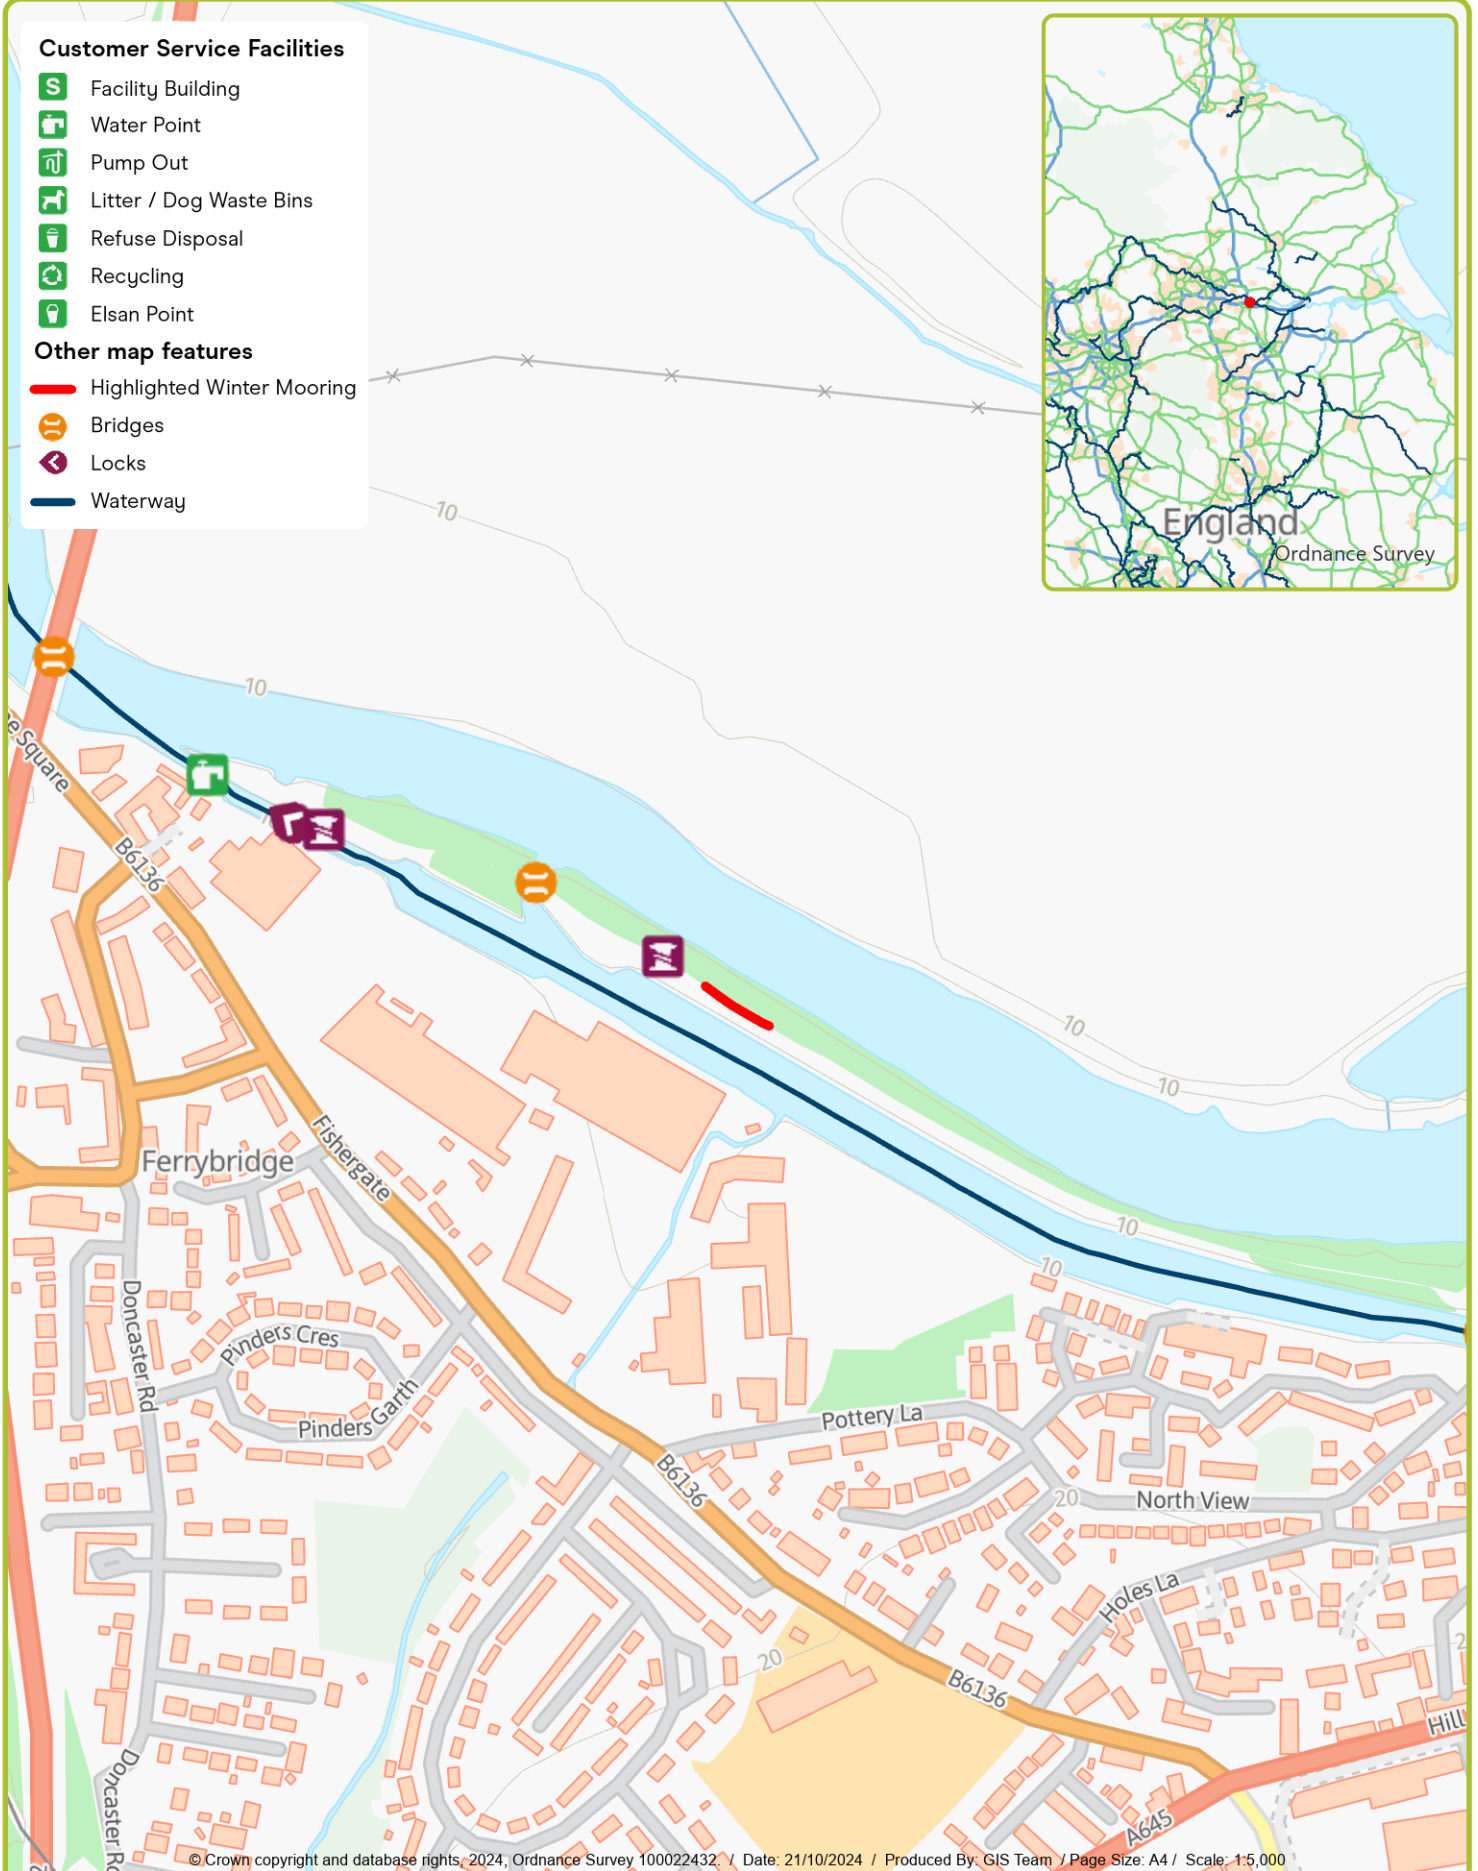 Customer Service Facilities
Facility Building
Water Point
Pump Out
Litter / Dog Waste Bins
Refuse Disposal
Recycling
Elsan Point
Other map features
Highlighted Winter Mooring
Bridges
Locks
Waterway
England
Ordnance Survey
10
10
Square
B6136
10
10
Ferrybridge
Fishergate
10
10
Doncaster Rd
Pinders Cres
Pinders Garth
Pottery La
B6136
20
North View
Holes La
20
B6136
Hill
Doncaster Rd
A645
© Crown copyright and database rights, 2024, Ordnance Survey 100022432. / Date: 21/10/2024 / Produced By: GIS Team / Page Size: A4 / Scale: 1:5,000